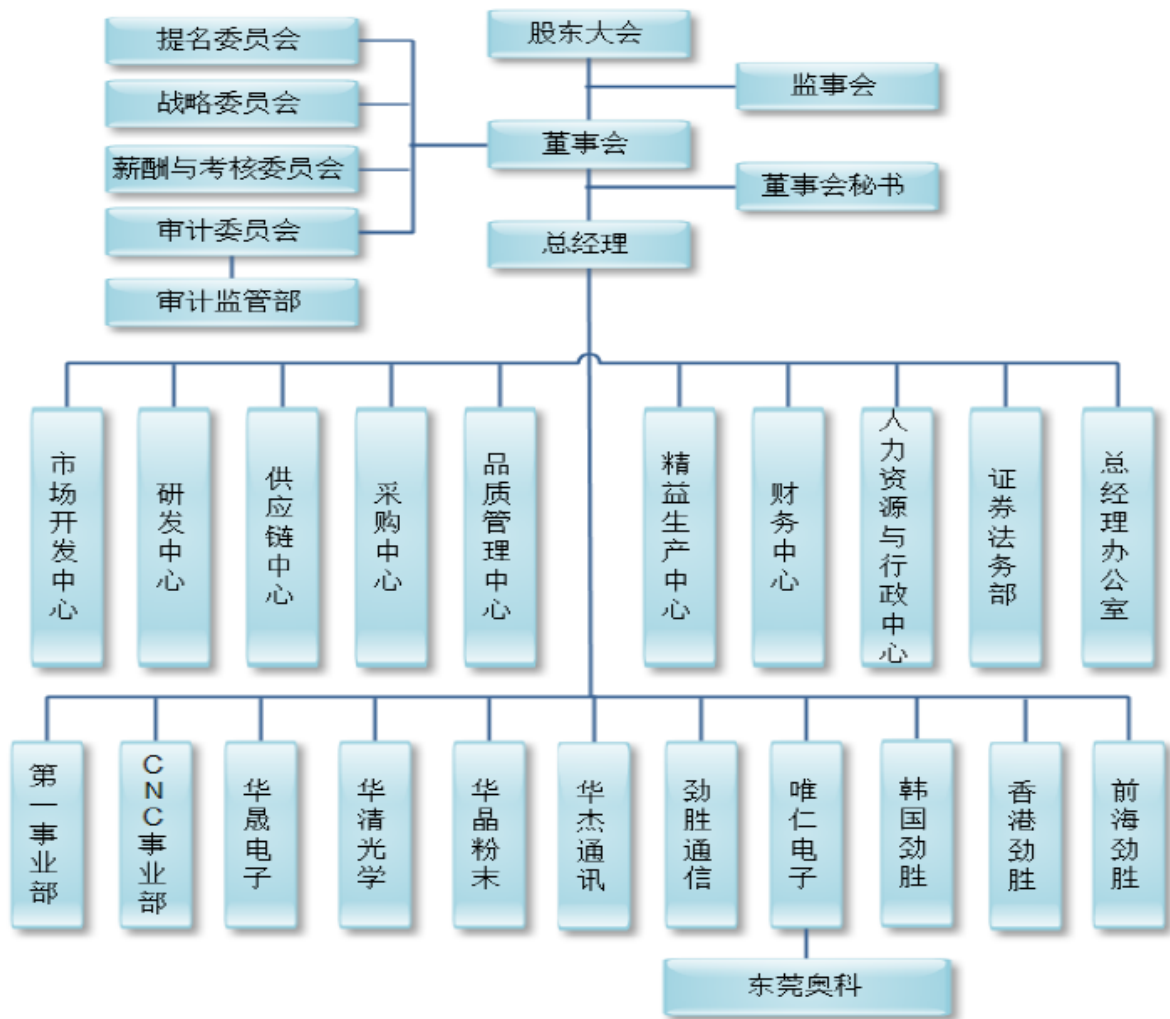 提名委员会
股东大会
战略委员会
监事会
董事会
薪酬与考核委员会
董事会秘书
审计委员会
总经理
审计监管部
市场开发中心
研发中心
供应链中心
采购中心
品质管理中心
精益生产中心
财务中心
人力资源与行政中心
证券法务部
总经理办公室
第一事业部
CNC事业部
华晟电子
华清光学
华晶粉末
华杰通讯
劲胜通信
唯仁电子
韩国劲胜
香港劲胜
前海劲胜
东莞奥科